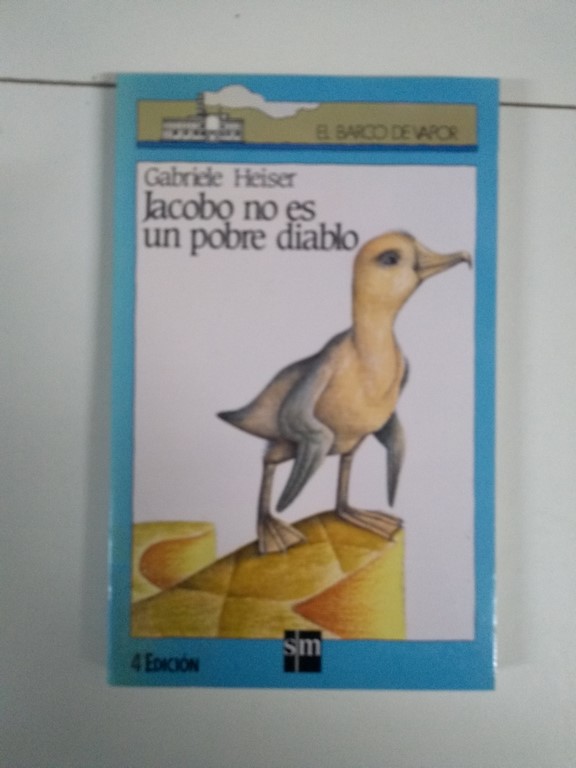 EL BARCO DE VAPOR
Gabriele Heiser
Jacobo no es
un pobre diablo
4 EDICIÓN
sm